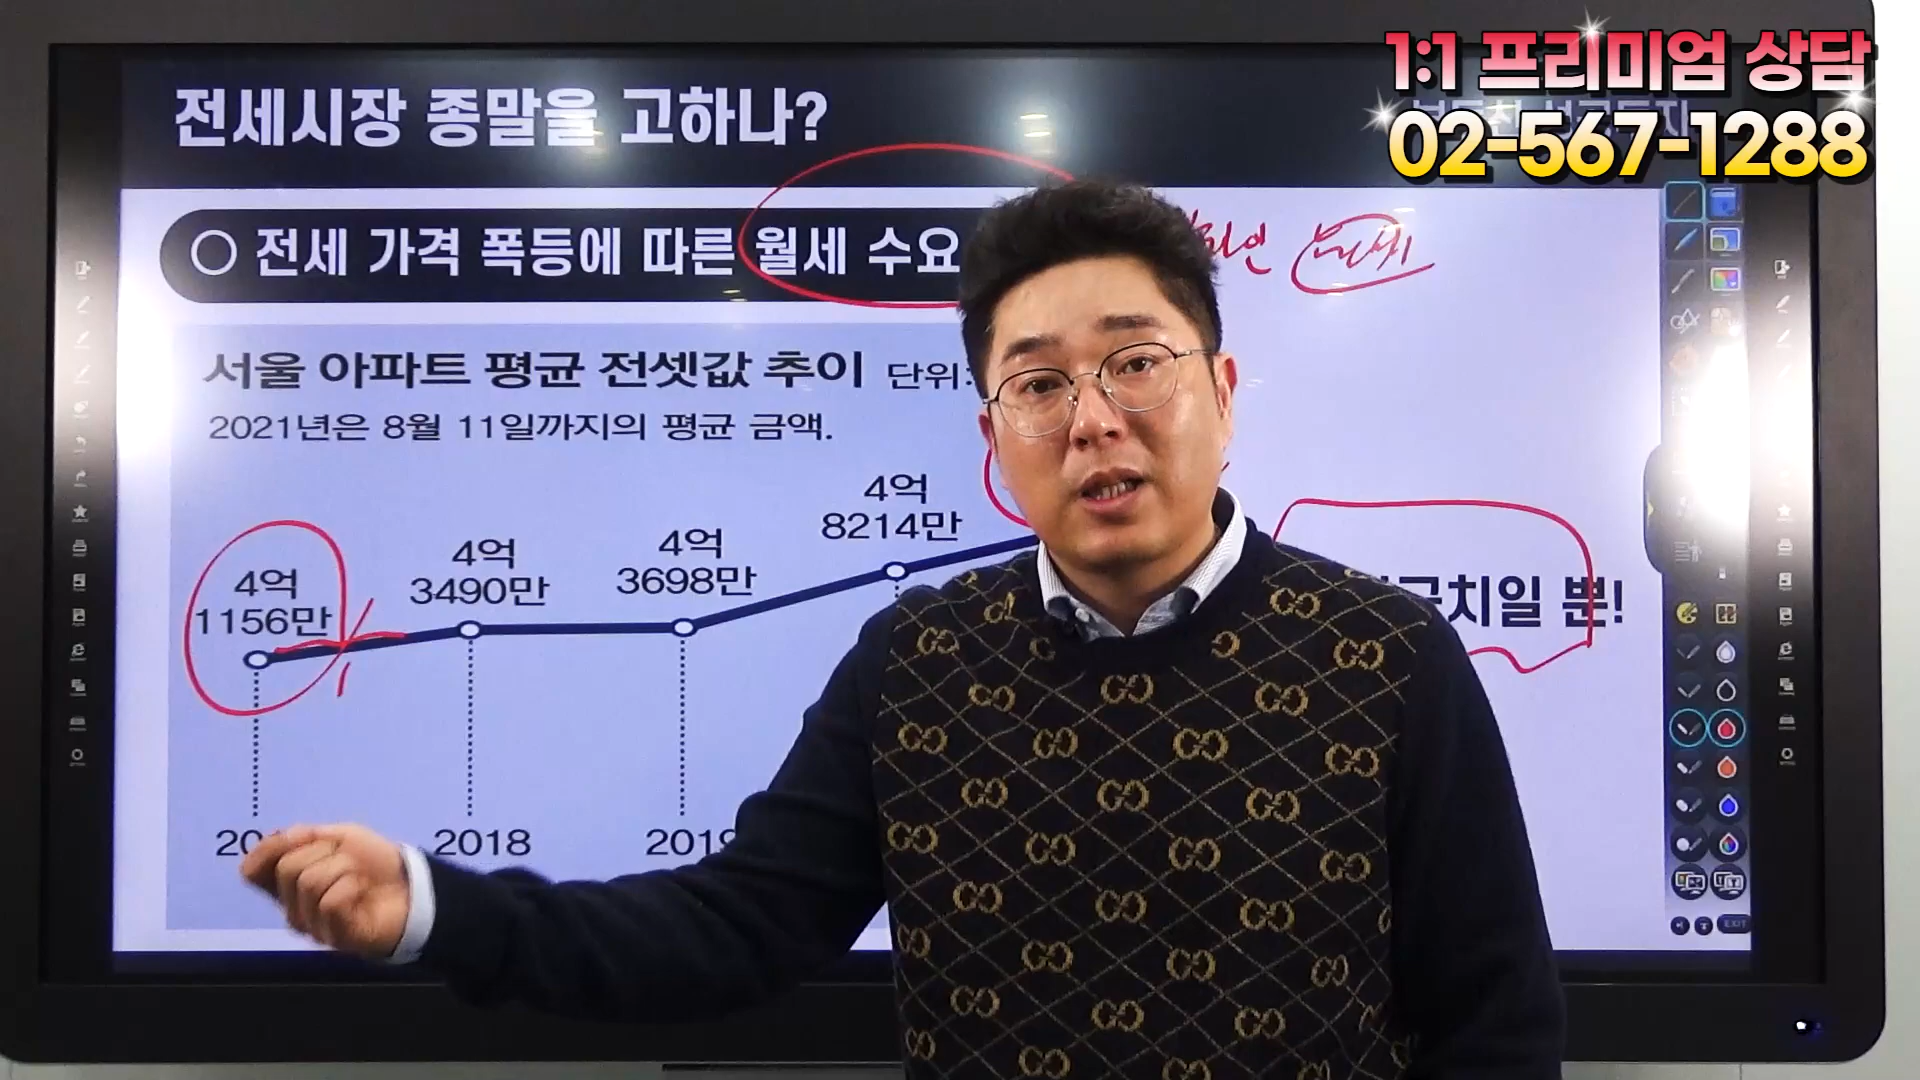 1:1 프리미엄 상담
02-567-1288
전세시장 종말을 고하나?
○ 전세 가격 폭등에 따른 월세 수요
서울 아파트 평균 전셋값 추이 단위:
2021년은 8월 11일까지의 평균 금액.
4억
1156만
4억
3490만
4억
3698만
4억
8214만
2018
2019
뿐!
EXIT